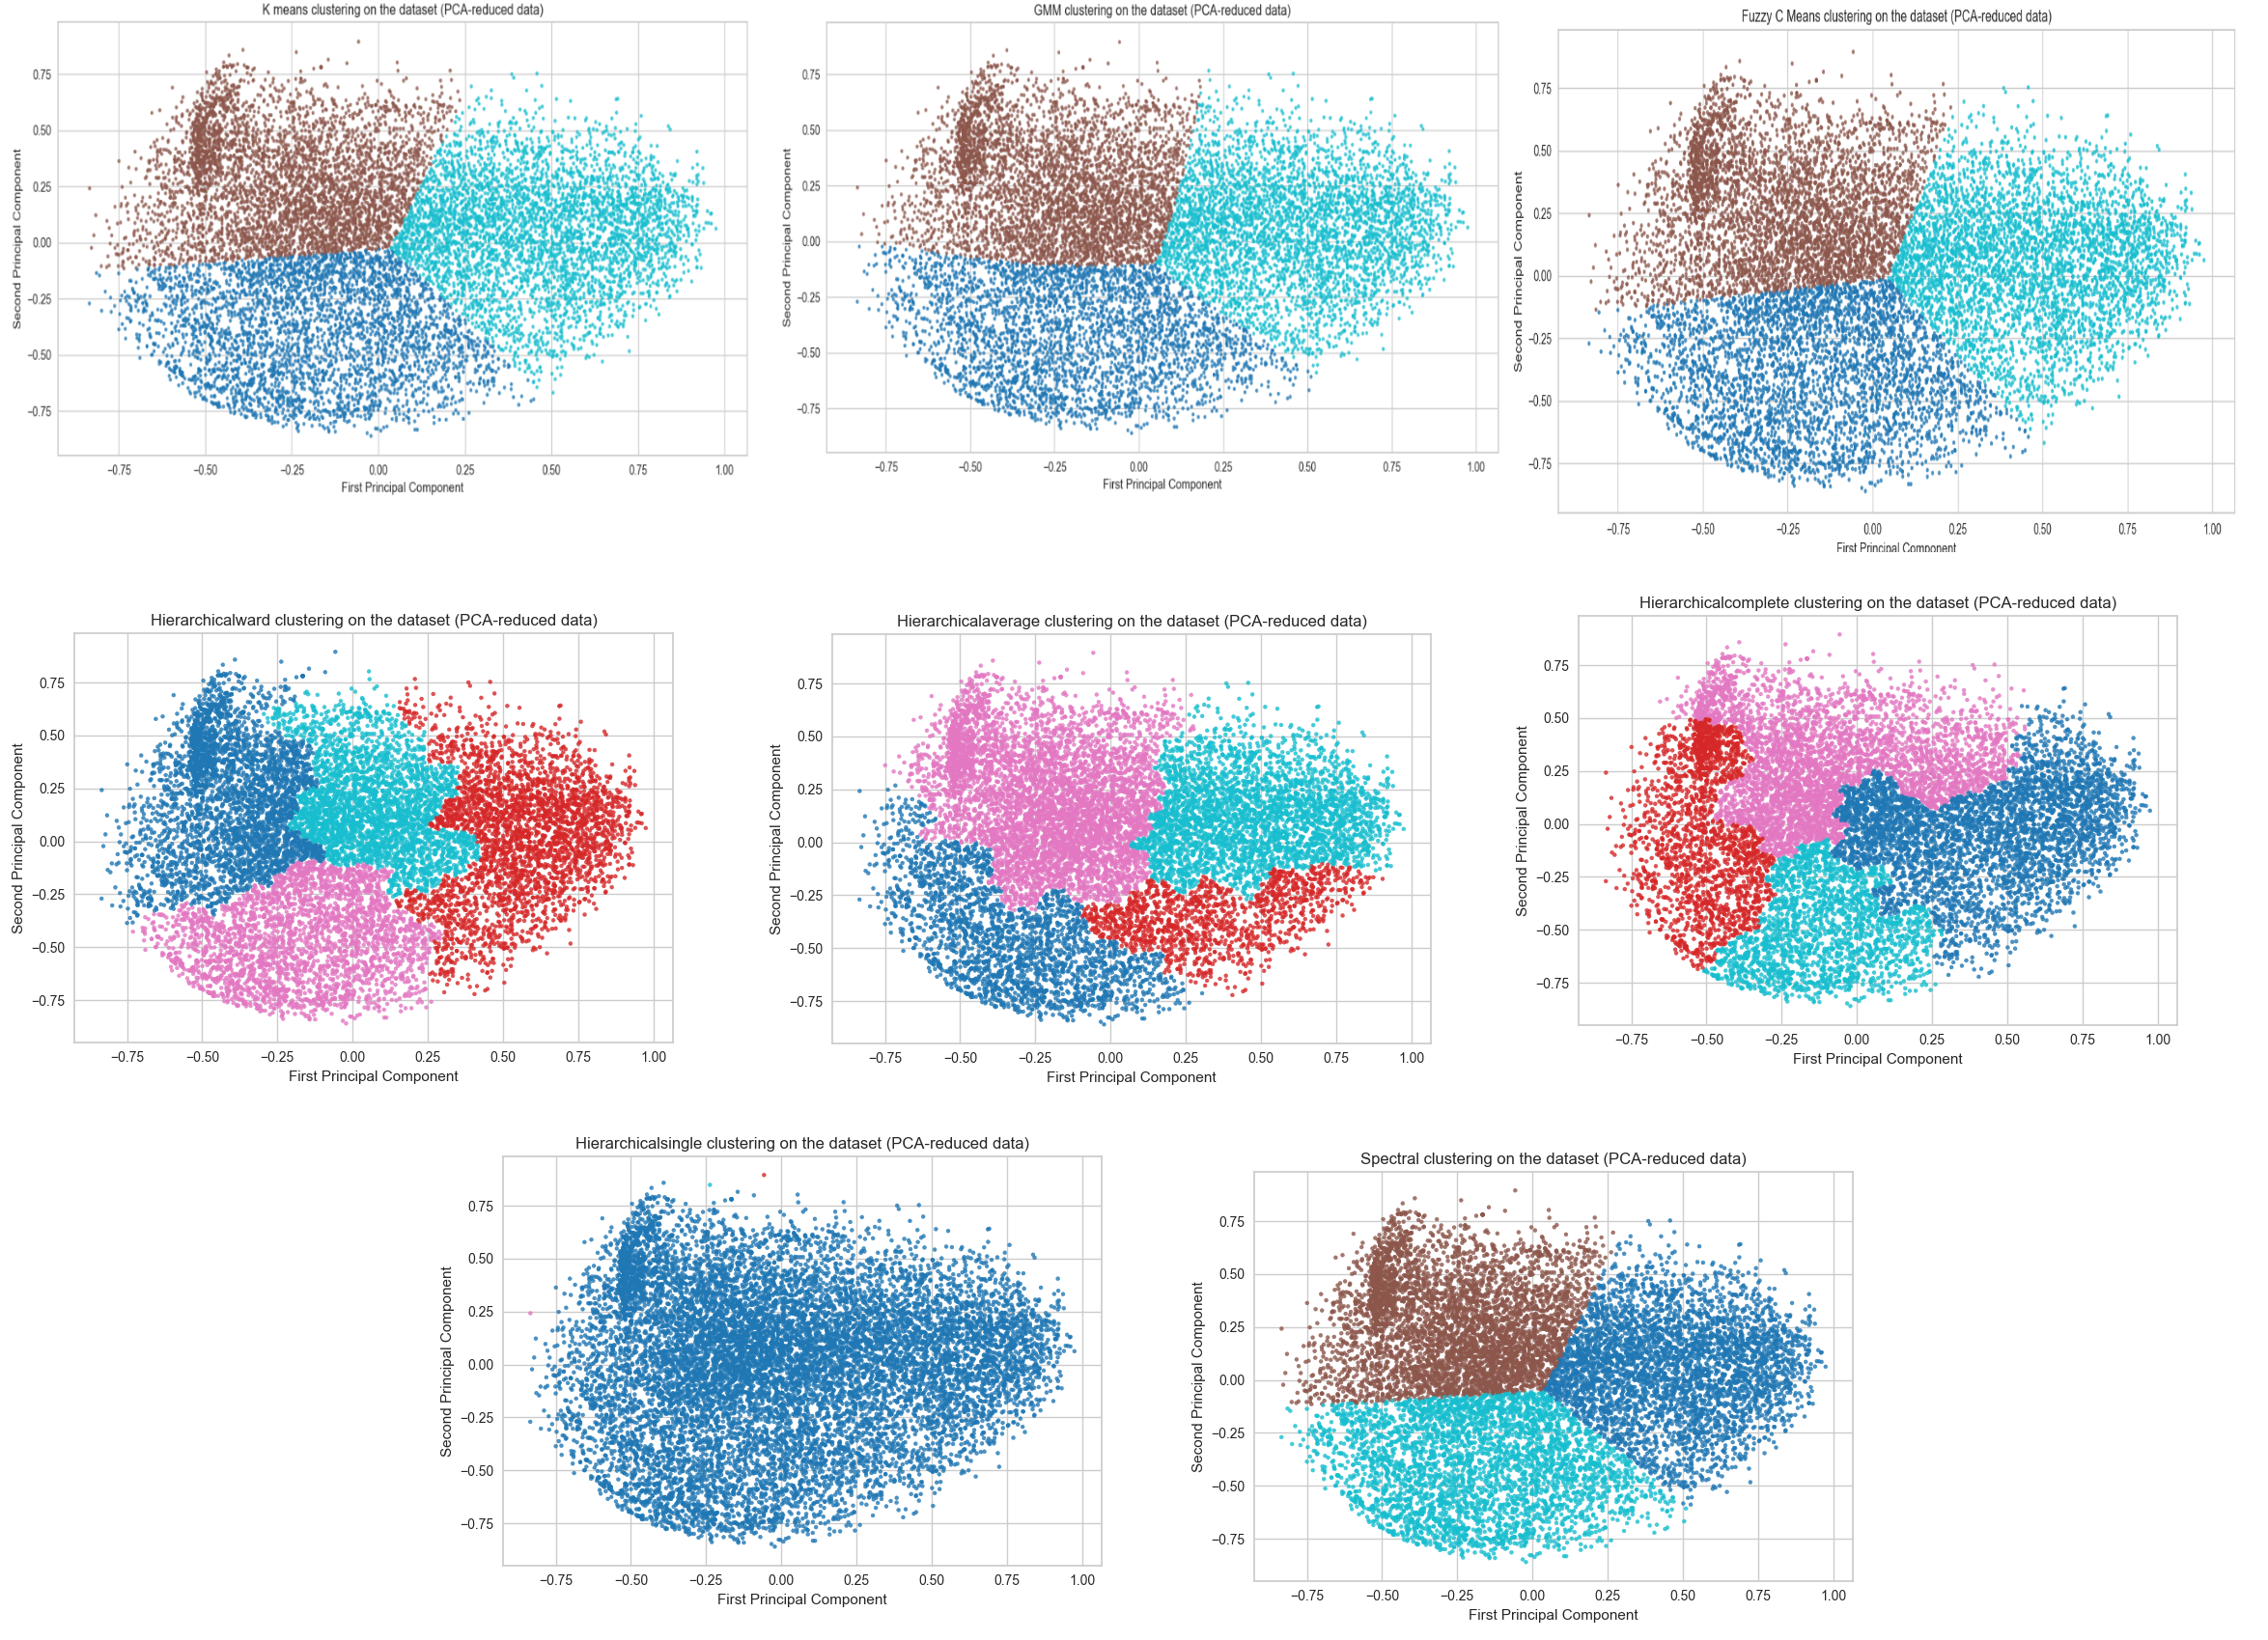 K means clustering on the dataset (PCA-reduced data)
Second Principal Component
0.75
0.50
0.25
0.00
−0.25
−0.50
−0.75
−0.75 −0.50 −0.25 0.00 0.25 0.50 0.75 1.00
First Principal Component
GMM clustering on the dataset (PCA-reduced data)
Second Principal Component
0.75
0.50
0.25
0.00
−0.25
−0.50
−0.75
−0.75 −0.50 −0.25 0.00 0.25 0.50 0.75 1.00
First Principal Component
Fuzzy C Means clustering on the dataset (PCA-reduced data)
Second Principal Component
0.75
0.50
0.25
0.00
−0.25
−0.50
−0.75
−0.75 −0.50 −0.25 0.00 0.25 0.50 0.75 1.00
First Principal Component
Hierarchicalward clustering on the dataset (PCA-reduced data)
Second Principal Component
0.75
0.50
0.25
0.00
−0.25
−0.50
−0.75
−0.75 −0.50 −0.25 0.00 0.25 0.50 0.75 1.00
First Principal Component
Hierarchicalaverage clustering on the dataset (PCA-reduced data)
Second Principal Component
0.75
0.50
0.25
0.00
−0.25
−0.50
−0.75
−0.75 −0.50 −0.25 0.00 0.25 0.50 0.75 1.00
First Principal Component
Hierarchicalcomplete clustering on the dataset (PCA-reduced data)
Second Principal Component
0.75
0.50
0.25
0.00
−0.25
−0.50
−0.75
−0.75 −0.50 −0.25 0.00 0.25 0.50 0.75 1.00
First Principal Component
Hierarchicalsingle clustering on the dataset (PCA-reduced data)
Second Principal Component
0.75
0.50
0.25
0.00
−0.25
−0.50
−0.75
−0.75 −0.50 −0.25 0.00 0.25 0.50 0.75 1.00
First Principal Component
Spectral clustering on the dataset (PCA-reduced data)
Second Principal Component
0.75
0.50
0.25
0.00
−0.25
−0.50
−0.75
−0.75 −0.50 −0.25 0.00 0.25 0.50 0.75 1.00
First Principal Component